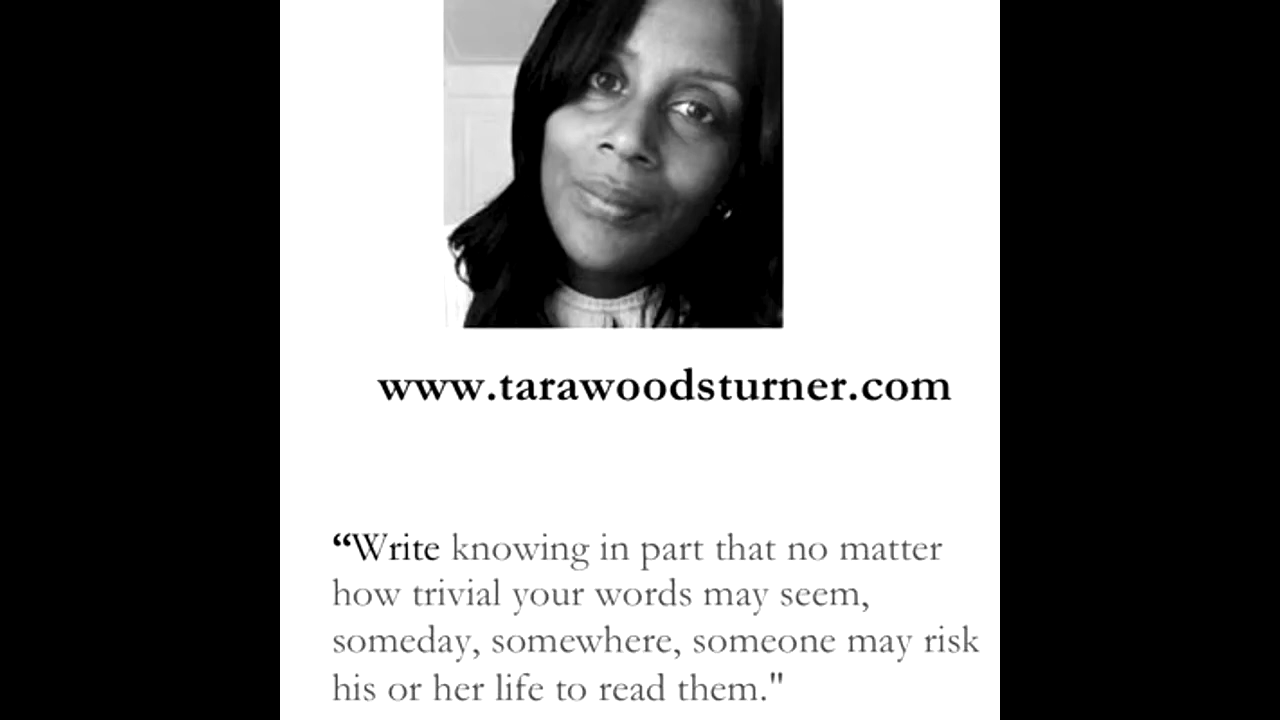 www.tarawoodsturner.com
“Write knowing in part that no matter
how trivial your words may seem,
someday, somewhere, someone may risk
his or her life to read them."